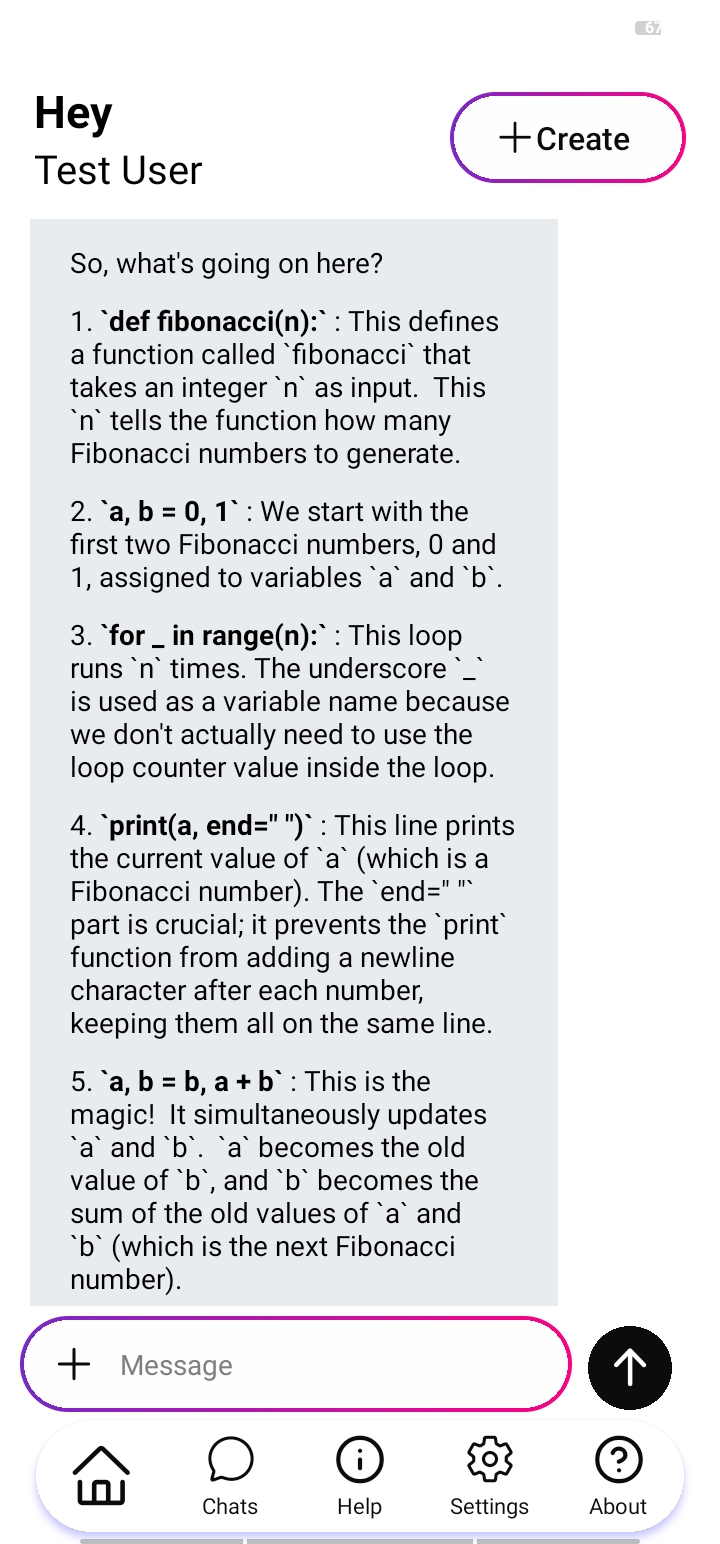 67
Hey
Test User
Create
So, what's going on here?
1. `def fibonacci(n):` : This defines
a function called `fibonacci` that
takes an integer `n` as input.  This
`n` tells the function how many
Fibonacci numbers to generate.
2. `a, b = 0, 1` : We start with the
first two Fibonacci numbers, 0 and
1, assigned to variables `a` and `b`.
3. `for _ in range(n):` : This loop
runs `n` times. The underscore `_`
is used as a variable name because
we don't actually need to use the
loop counter value inside the loop.
4. `print(a, end=" ")` : This line prints
the current value of `a` (which is a
Fibonacci number). The `end=" "`
part is crucial; it prevents the `print`
function from adding a newline
character after each number,
keeping them all on the same line.
5. `a, b = b, a + b` : This is the
magic!  It simultaneously updates
`a` and `b`.  `a` becomes the old
value of `b`, and `b` becomes the
sum of the old values of `a` and
`b` (which is the next Fibonacci
number).
Message
Chats
Help
Settings
About